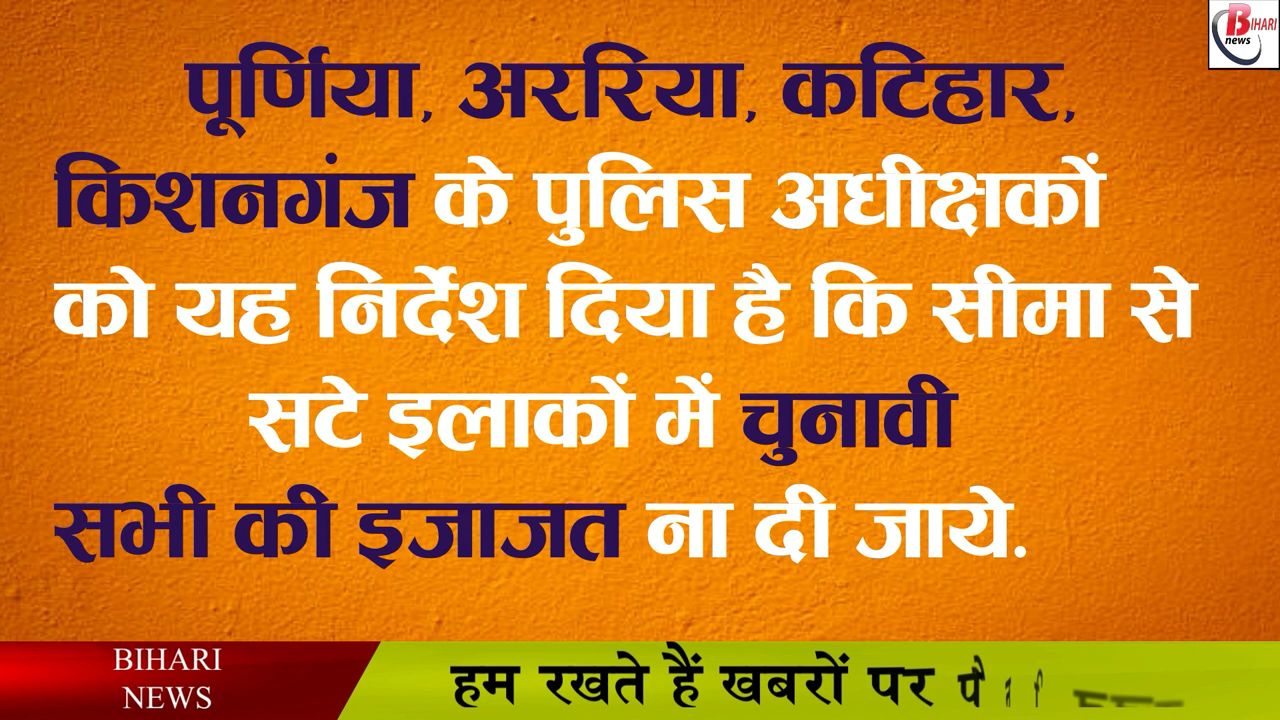 BIHARI
news
पूर्णिया, अररिया, कटिहार,
किशनगंज के पुलिस अधीक्षकों
को यह निर्देश दिया है कि सीमा से
सटे इलाकों में चुनावी
सभी की इजाजत ना दी जाये.
BIHARI
NEWS
हम रखते हैं खबरों पर